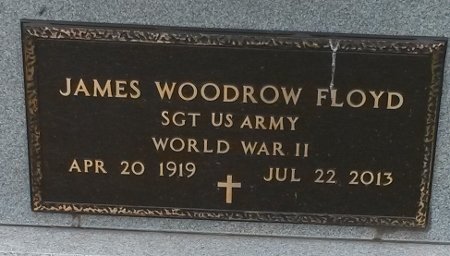 JAMES WOODROW FLOYD
SGT US ARMY
WORLD WAR II
APR 20 1919 JUL 22 2013